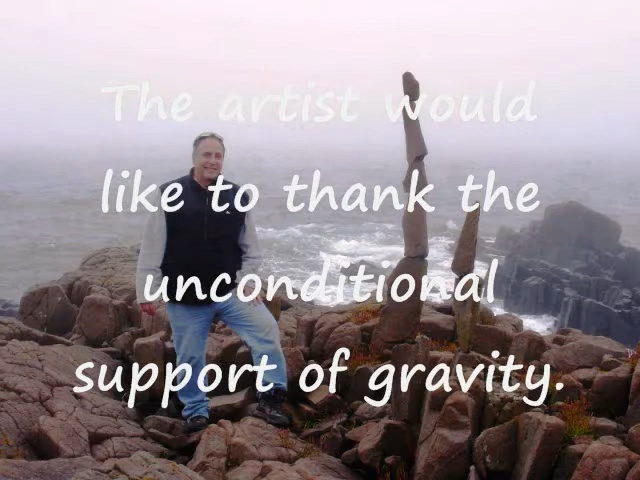 The artist would
like to thank the
unconditional
support of gravity.